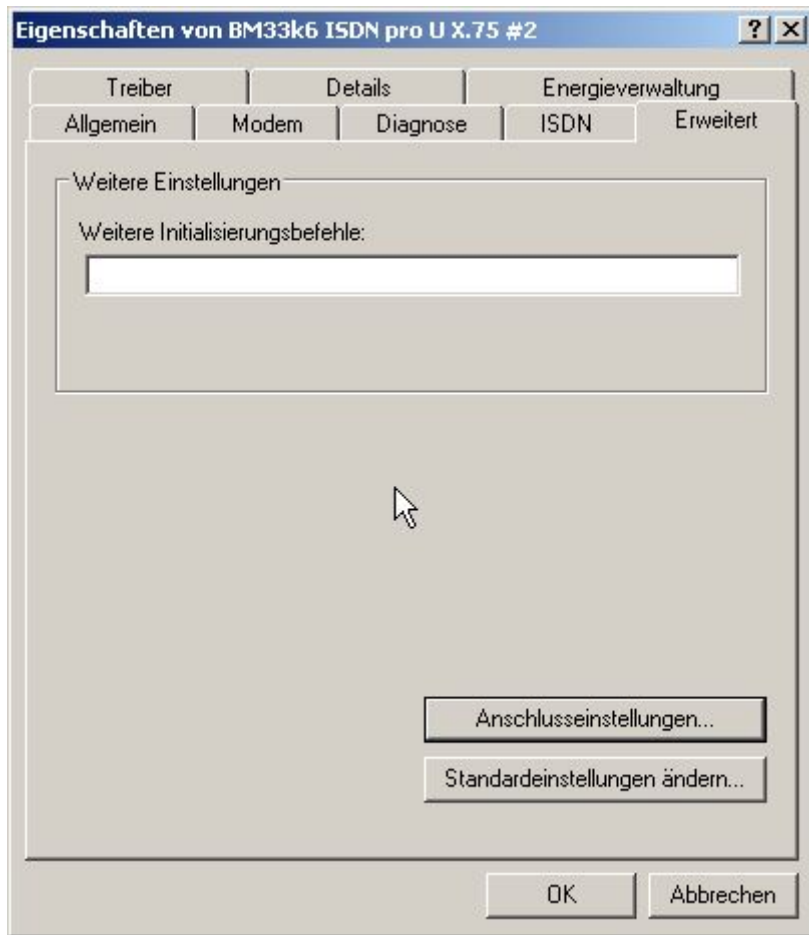 Eigenschaften von BM33k6 ISDN pro U X.75 #2
Treiber Details Energieverwaltung
Allgemein Modem Diagnose ISDN Erweitert
Weitere Einstellungen
Weitere Initialisierungsbefehle:
Anschlusseinstellungen...
Standardeinstellungen ändern...
OK Abbrechen